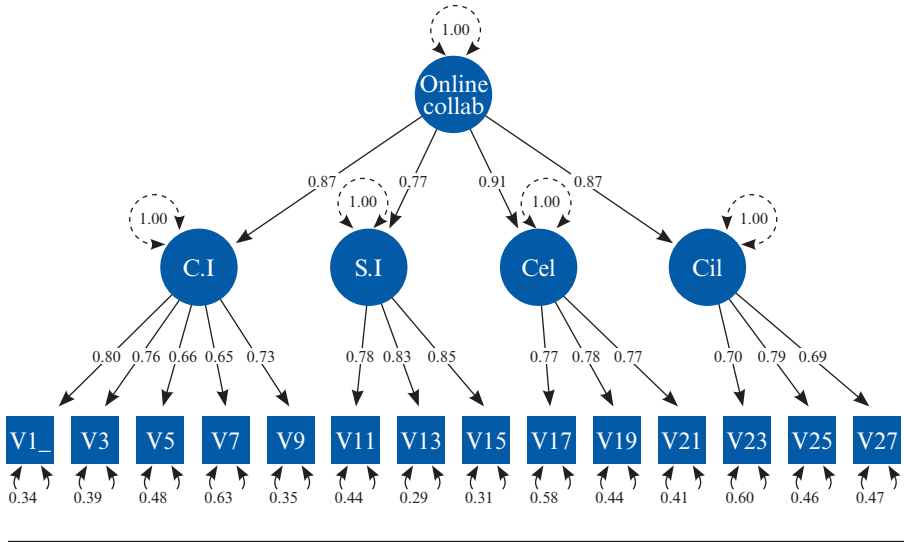 1.00
Online
collab
0.87
0.77
0.91
0.87
1.00
1.00
1.00
1.00
C.I
S.I
Cel
Cil
0.80
0.76
0.66
0.65
0.73
0.78
0.83
0.85
0.77
0.78
0.77
0.70
0.79
0.69
V1_
V3
V5
V7
V9
V11
V13
V15
V17
V19
V21
V23
V25
V27
0.34
0.39
0.48
0.63
0.35
0.44
0.29
0.31
0.58
0.44
0.41
0.60
0.46
0.47